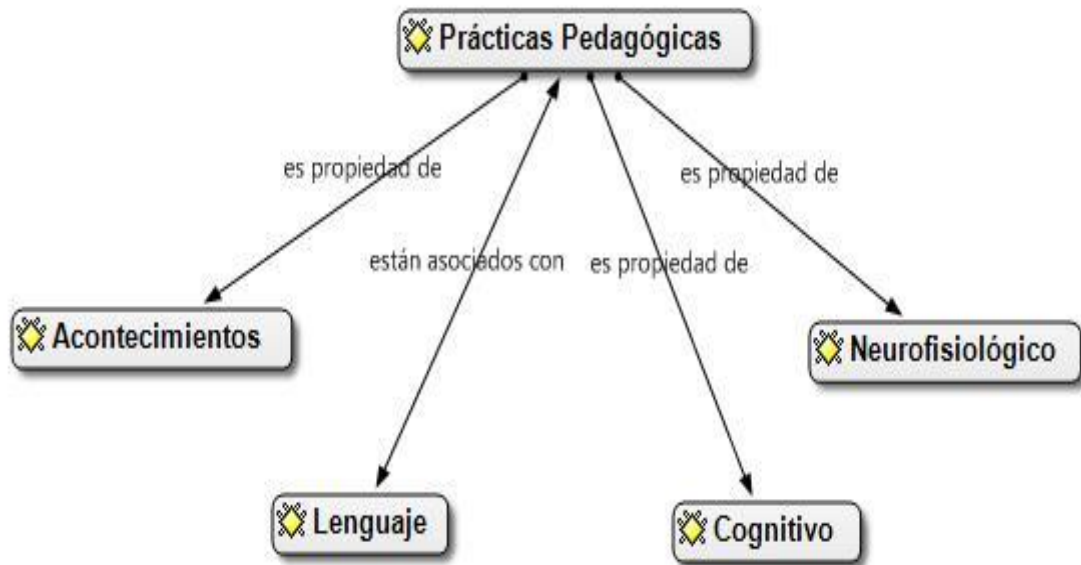 Prácticas Pedagógicas
es propiedad de
es propiedad de
están asociados con
es propiedad de
Acontecimientos
Neurofisiológico
Lenguaje
Cognitivo